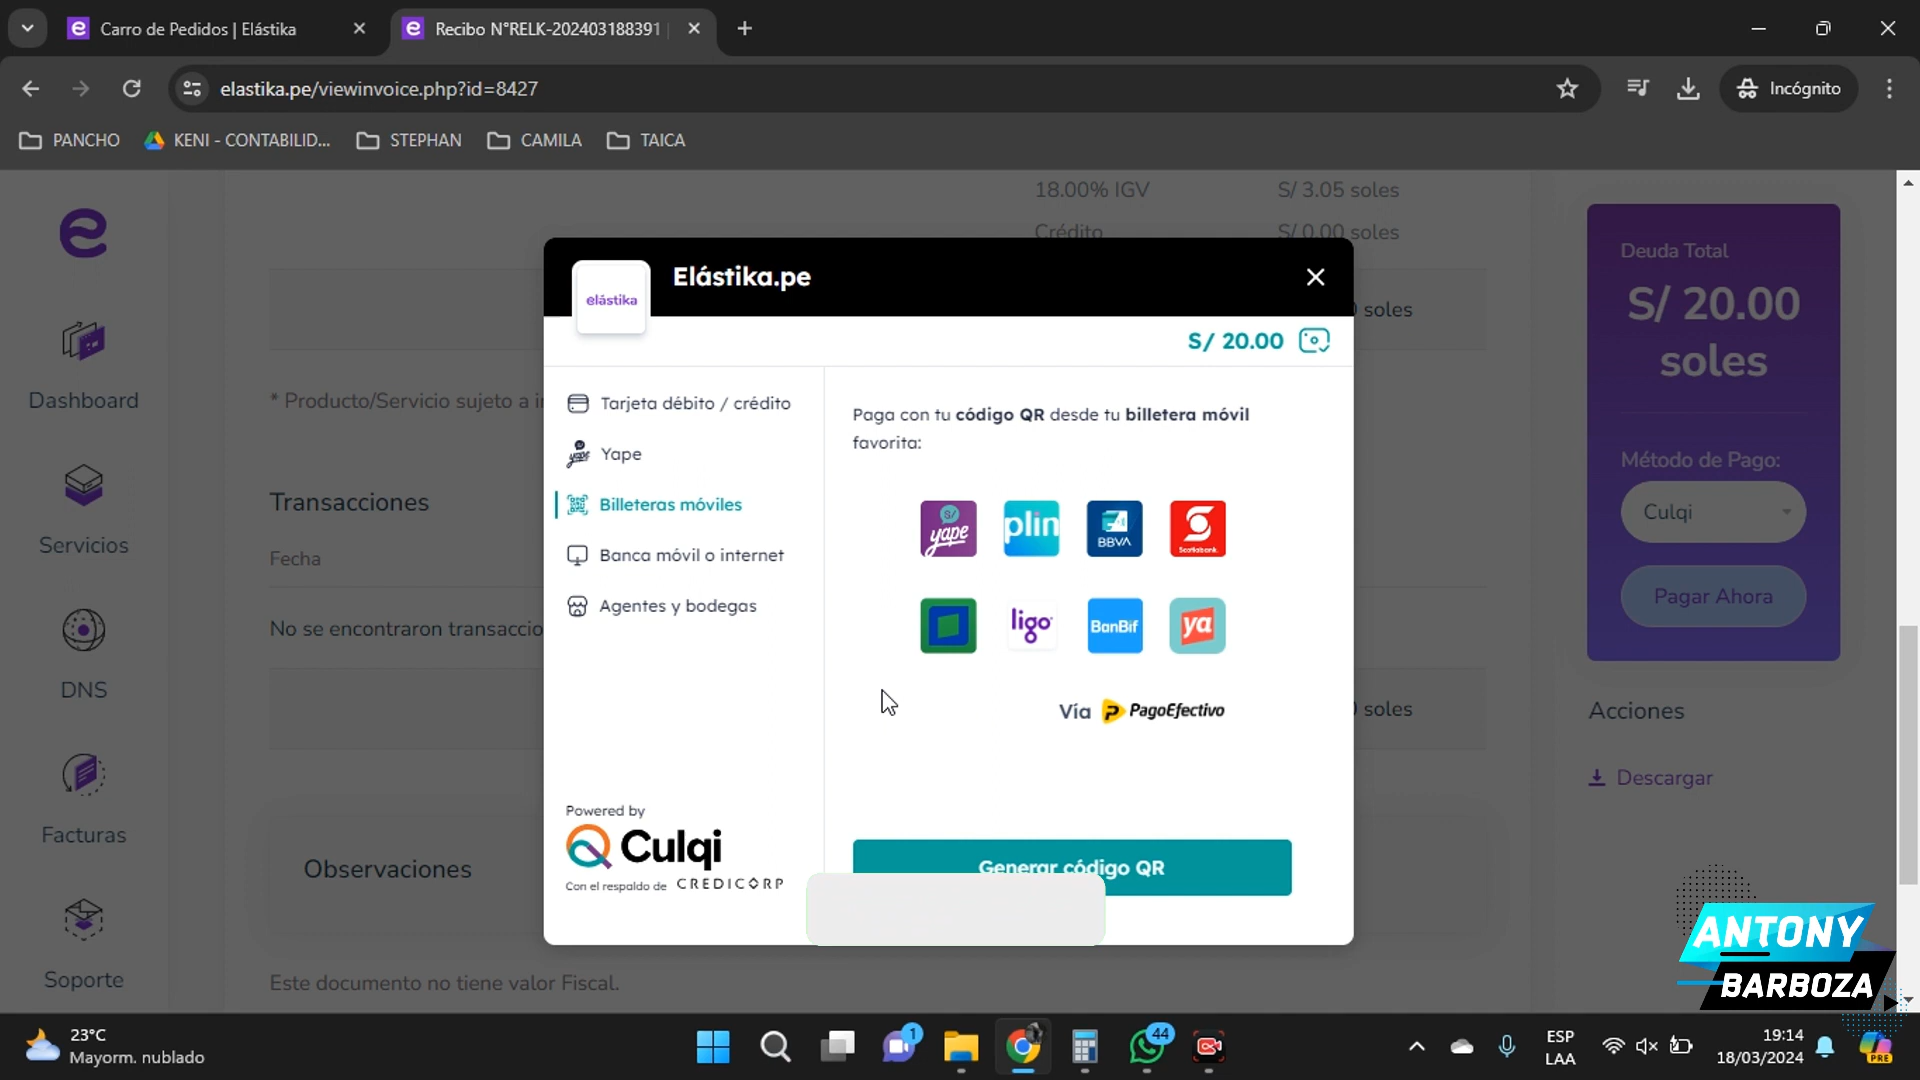 Carro de Pedidos | Elástika
Recibo N°RELK-202403188391
elastika.pe/viewinvoice.php?id=8427
Incógnito
PANCHO
KENI - CONTABILID...
STEPHAN
CAMILA
TAICA
18.00% IGV
S/ 3.05 soles
Crédito
S/ 0.00 soles
soles
* Producto/Servicio sujeto a i
Transacciones
Fecha
No se encontraron transaccio
soles
Observaciones
Este documento no tiene valor Fiscal.
Dashboard
Servicios
DNS
Facturas
Soporte
elástika
Elástika.pe
S/ 20.00
Tarjeta débito / crédito
Yape
Billeteras móviles
Banca móvil o internet
Agentes y bodegas
Paga con tu código QR desde tu billetera móvil
favorita:
S/
yape
plin
BBVA
Scotiabank
ligo
BanBif
ya
Vía PagoEfectivo
Powered by
Culqi
Con el respaldo de CREDICORP
Generar código QR
Deuda Total
S/ 20.00
soles
Método de Pago:
Culqi
Pagar Ahora
Acciones
Descargar
ANTONY
BARBOZA
23°C
Mayorm. nublado
1
44
ESP
LAA
19:14
18/03/2024
PRE